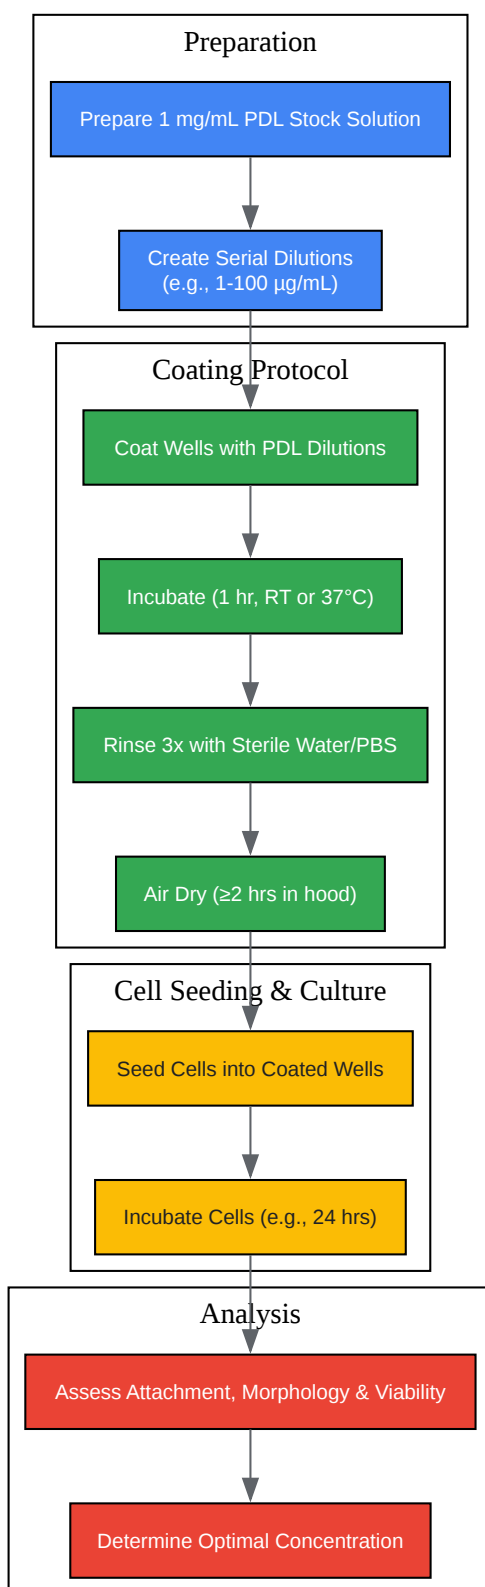 Preparation
Prepare 1 mg/mL PDL Stock Solution
Create Serial Dilutions
(e.g., 1-100 µg/mL)
Coating Protocol
Coat Wells with PDL Dilutions
Incubate (1 hr, RT or 37°C)
Rinse 3x with Sterile Water/PBS
Air Dry (≥2 hrs in hood)
Cell Seeding & Culture
Seed Cells into Coated Wells
Incubate Cells (e.g., 24 hrs)
Analysis
Assess Attachment, Morphology & Viability
Determine Optimal Concentration